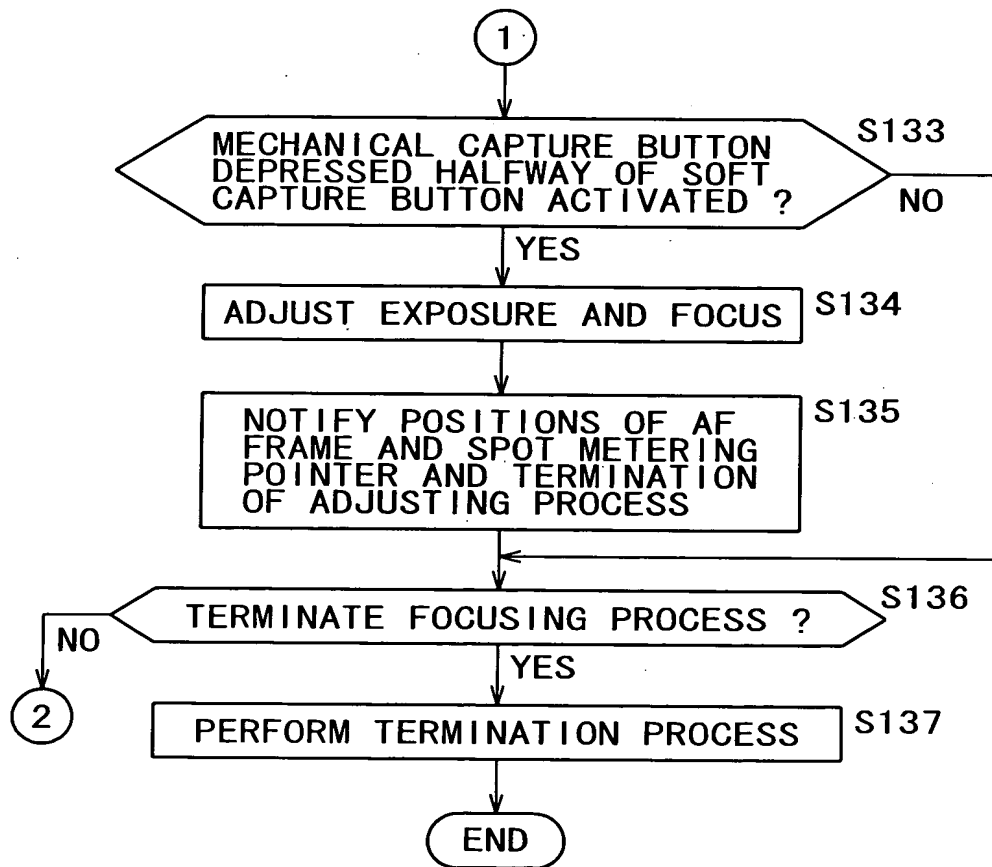 1
MECHANICAL CAPTURE BUTTON
DEPRESSED HALFWAY OF SOFT
CAPTURE BUTTON ACTIVATED ?
S133
NO
YES
ADJUST EXPOSURE AND FOCUS
S134
NOTIFY POSITIONS OF AF
FRAME AND SPOT METERING
POINTER AND TERMINATION
OF ADJUSTING PROCESS
S135
TERMINATE FOCUSING PROCESS ?
S136
NO
YES
2
PERFORM TERMINATION PROCESS
S137
END